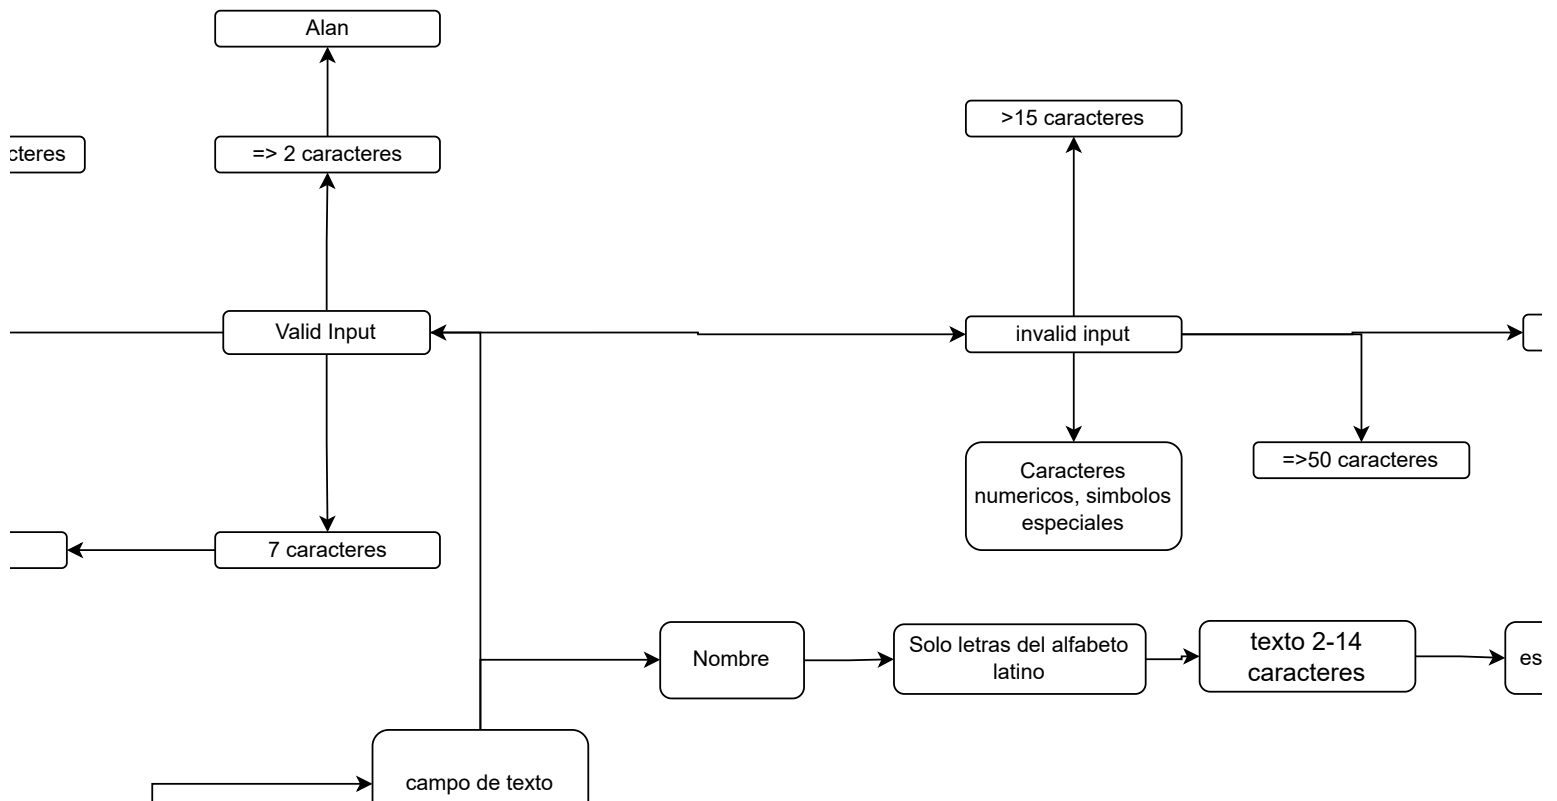 Alan
>15 caracteres
cteres
=> 2 caracteres
Valid Input
invalid input
=>50 caracteres
Caracteres
numericos, simbolos
especiales
7 caracteres
Nombre
Solo letras del alfabeto
latino
texto 2-14
caracteres
es
campo de texto